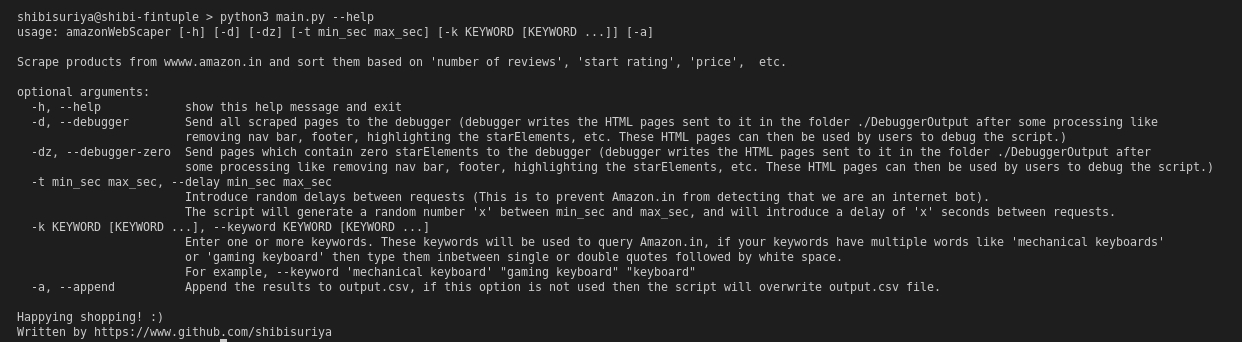 shibisuriya@shibi-fintuple > python3 main.py --help
usage: amazonWebScaper [-h] [-d] [-dz] [-t min_sec max_sec] [-k KEYWORD [KEYWORD ...]] [-a]
Scrape products from wwww.amazon.in and sort them based on 'number of reviews', 'start rating', 'price',  etc.
optional arguments:
-h, --help            show this help message and exit
-d, --debugger        Send all scraped pages to the debugger (debugger writes the HTML pages sent to it in the folder ./DebuggerOutput after some processing like
removing nav bar, footer, highlighting the starElements, etc. These HTML pages can then be used by users to debug the script.)
-dz, --debugger-zero  Send pages which contain zero starElements to the debugger (debugger writes the HTML pages sent to it in the folder ./DebuggerOutput after
some processing like removing nav bar, footer, highlighting the starElements, etc. These HTML pages can then be used by users to debug the script.)
-t min_sec max_sec, --delay min_sec max_sec
Introduce random delays between requests (This is to prevent Amazon.in from detecting that we are an internet bot).
The script will generate a random number 'x' between min_sec and max_sec, and will introduce a delay of 'x' seconds between requests.
-k KEYWORD [KEYWORD ...], --keyword KEYWORD [KEYWORD ...]
Enter one or more keywords. These keywords will be used to query Amazon.in, if your keywords have multiple words like 'mechanical keyboards'
or 'gaming keyboard' then type them inbetween single or double quotes followed by white space.
For example, --keyword 'mechanical keyboard' "gaming keyboard" "keyboard"
-a, --append          Append the results to output.csv, if this option is not used then the script will overwrite output.csv file.
Happying shopping! :)
Written by https://www.github.com/shibisuriya